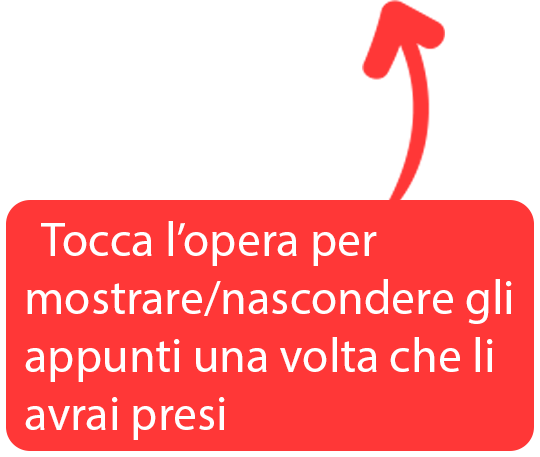 Tocca l’opera per
mostrare/nascondere gli
appunti una volta che li
avrai presi